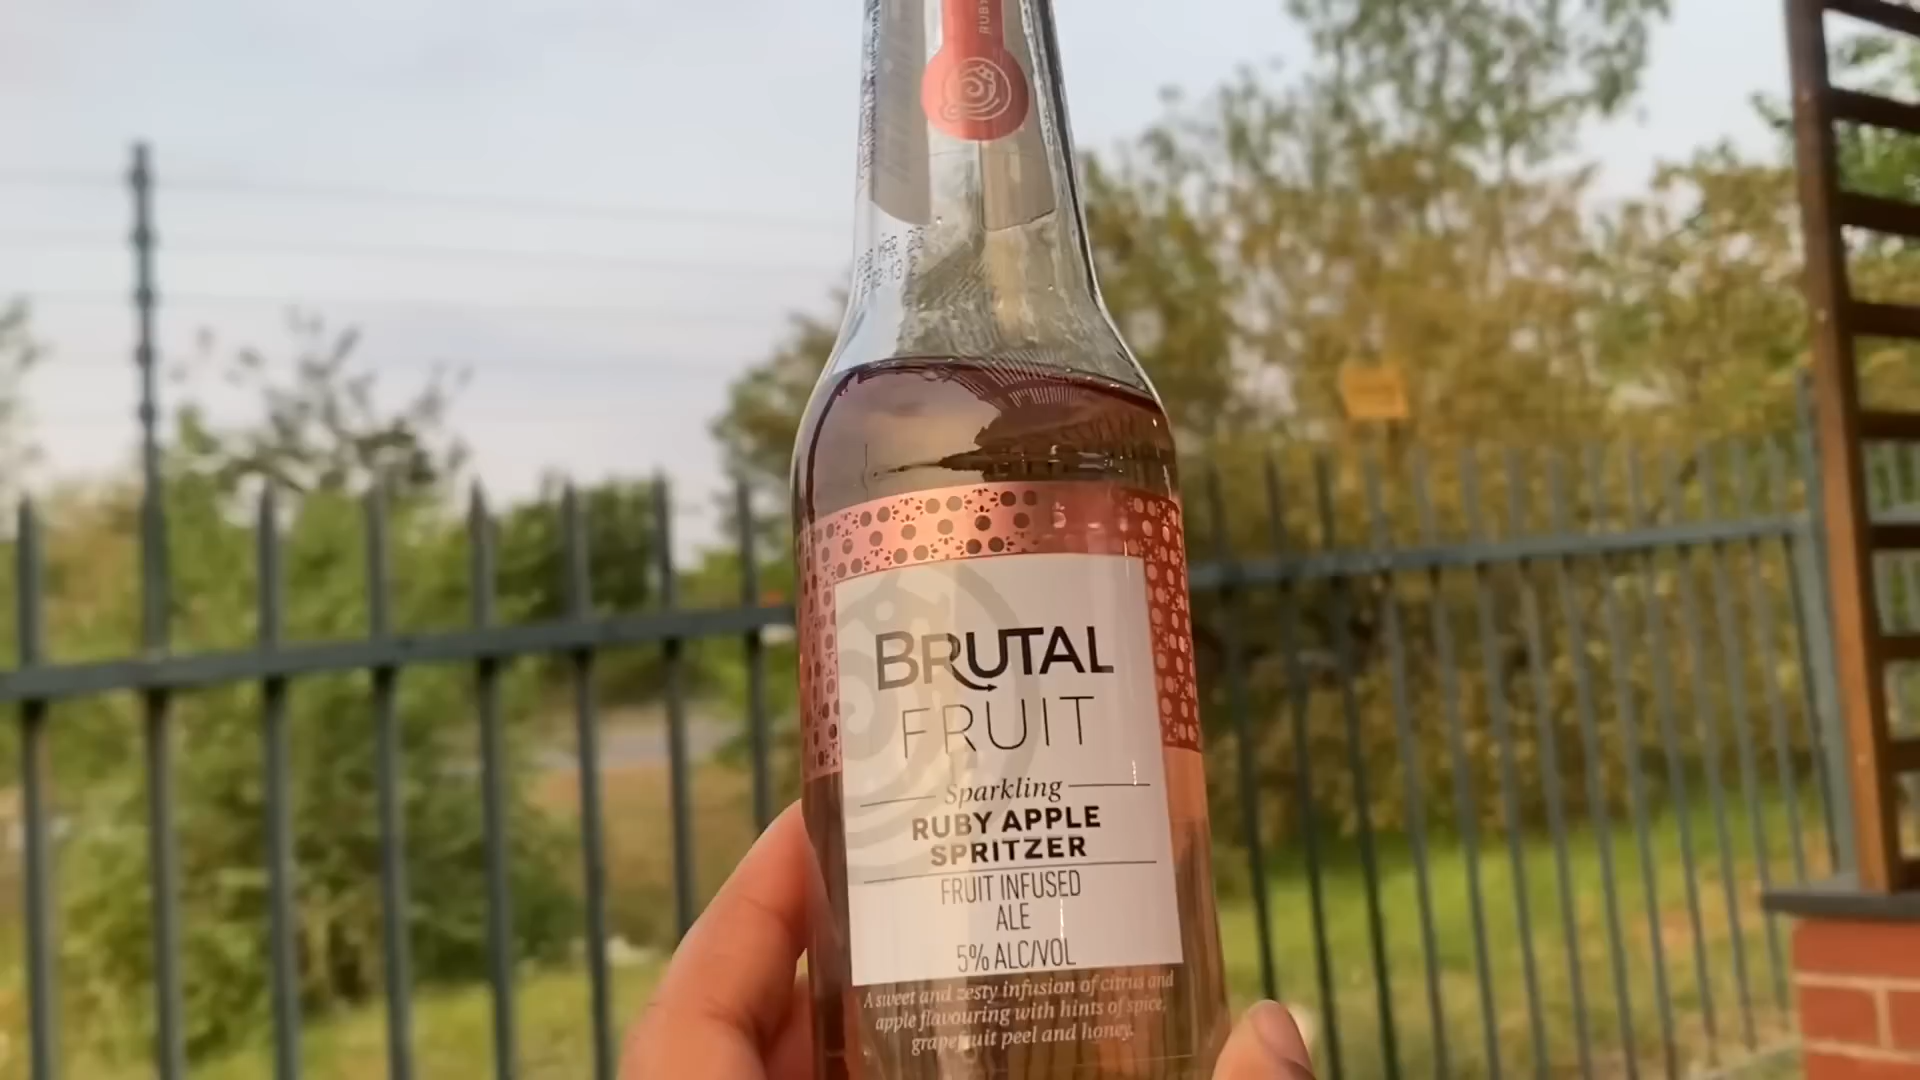 RUBY
BRUTAL
FRUIT
Sparkling
RUBY APPLE
SPRITZER
FRUIT INFUSED
ALE
5% ALC/VOL
A sweet and zesty infusion of citrus and
apple flavouring with hints of spice,
grapefruit peel and honey.